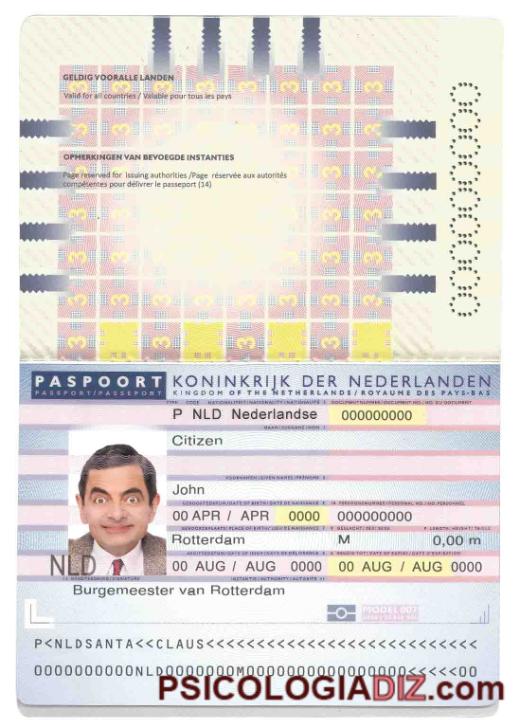 GELDIG VOORALLE LANDEN
Valid for all countries / Valable pour tous les pays
OPMERKINGEN VAN BEVOEGDE INSTANTIES
Page reserved for issuing authorities /Page réservée aux autorités
compétentes pour délivrer le passeport (14)
PASPOORT KONINKRIJK DER NEDERLANDEN
PASSPORT/PASSEPORT KINGDOM OF THE NETHERLANDS/ROYAUME DES PAYS-BAS
P NLD Nederlandse 000000000
Citizen
John
00 APR / APR 0000 000000000
Rotterdam M 0,00 m
NLD
00 AUG / AUG 0000 00 AUG / AUG 0000
Burgemeester van Rotterdam
MODEL 007
P<NLDSANTA<<CLAUS<<<<<<<<<<<<<<<<<<<<<<<<<<<
PSICOLOGIADIZ.com